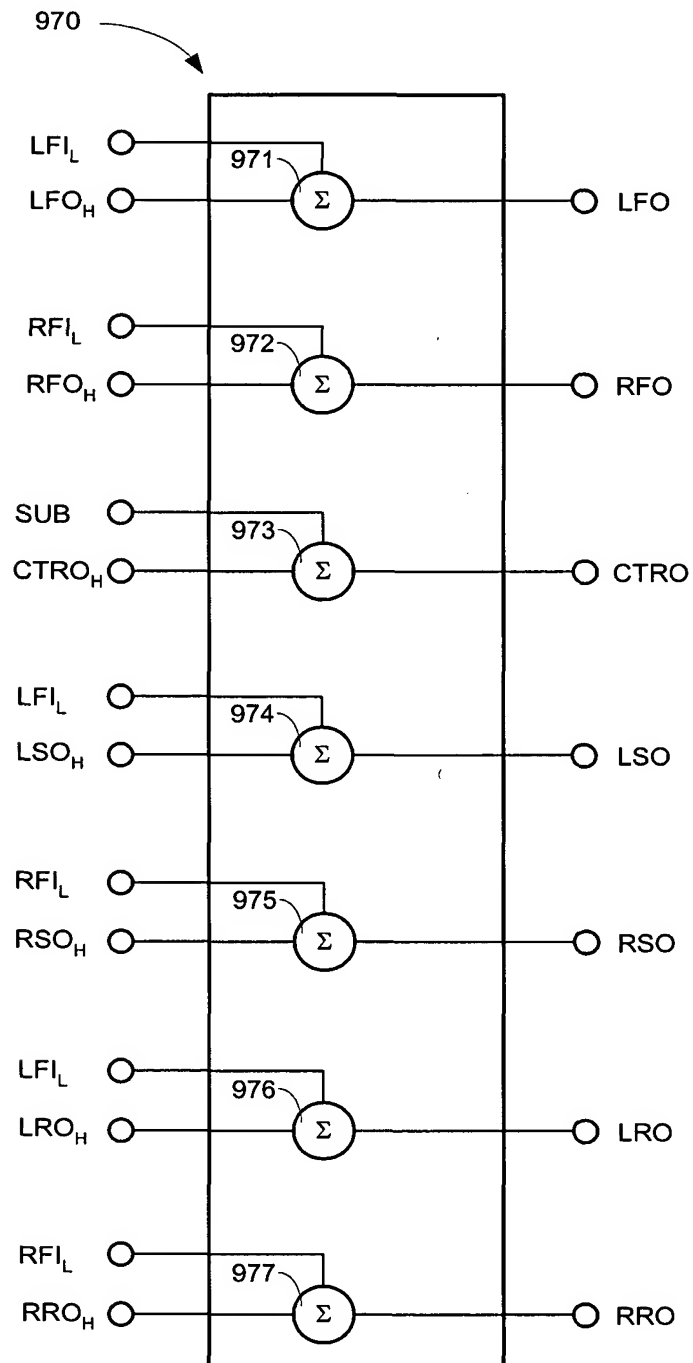 970
LFI_L
971
LFO_H Σ LFO
RFI_L
972
RFO_H Σ RFO
SUB
973
CTRO_H Σ CTRO
LFI_L
974
LSO_H Σ LSO
RFI_L
975
RSO_H Σ RSO
LFI_L
976
LRO_H Σ LRO
RFI_L
977
RRO_H Σ RRO